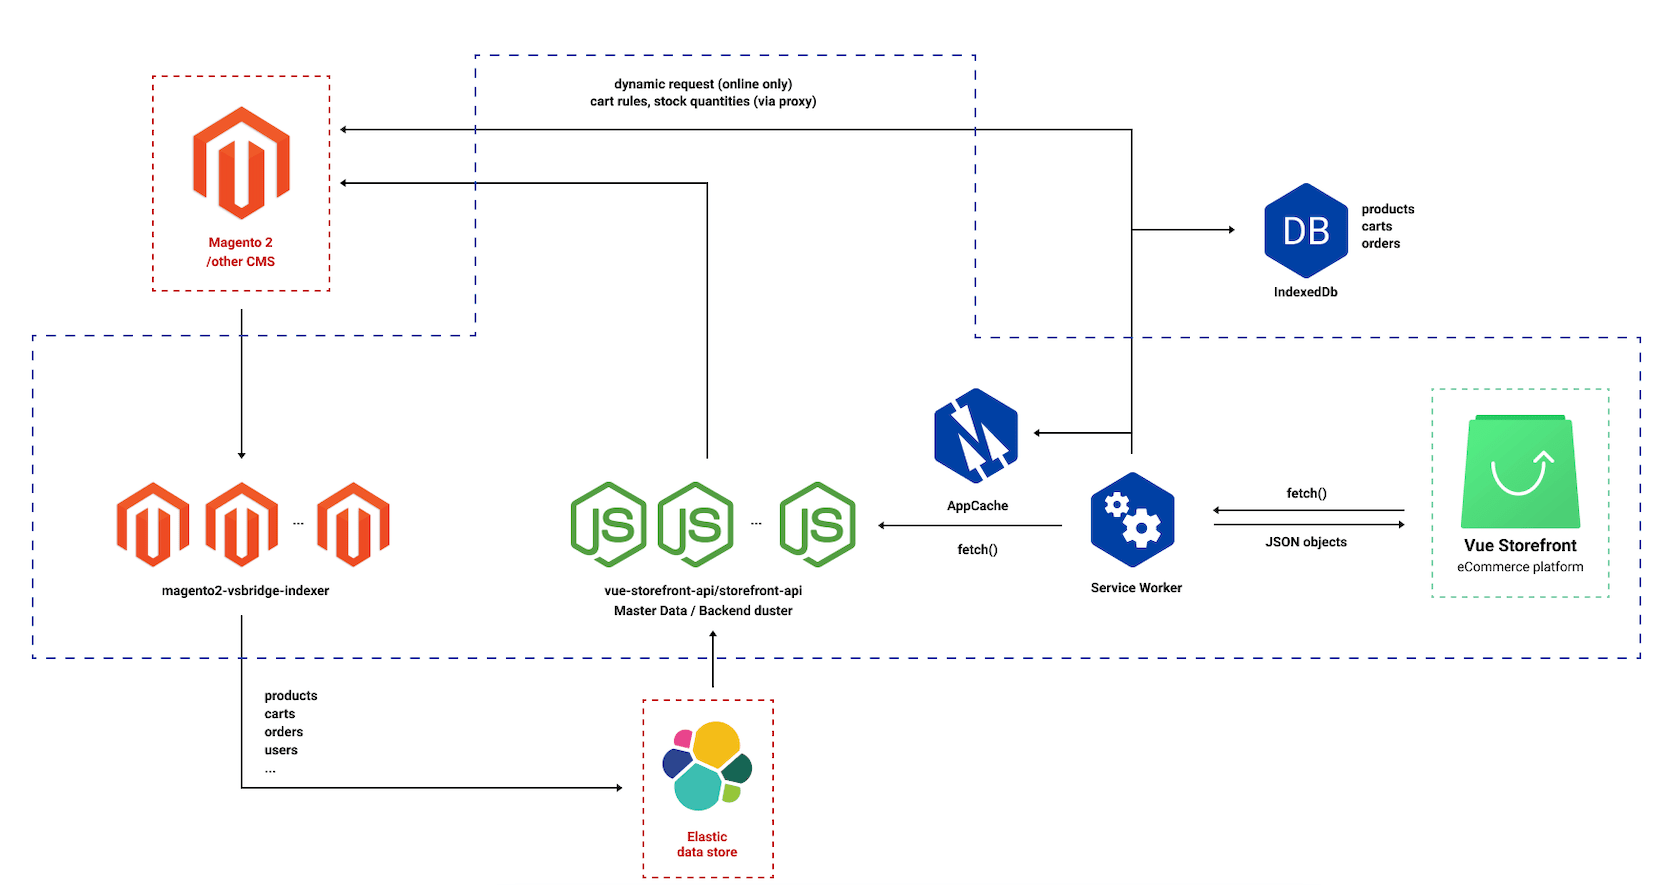 dynamic request (online only)
cart rules, stock quantities (via proxy)
Magento 2
/other CMS
DB
products
carts
orders
IndexedDb
AppCache
fetch()
Service Worker
fetch()
JSON objects
Vue Storefront
eCommerce platform
...
magento2-vsbridge-indexer
JS
JS
...
JS
vue-storefront-api/storefront-api
Master Data / Backend duster
products
carts
orders
users
...
Elastic
data store